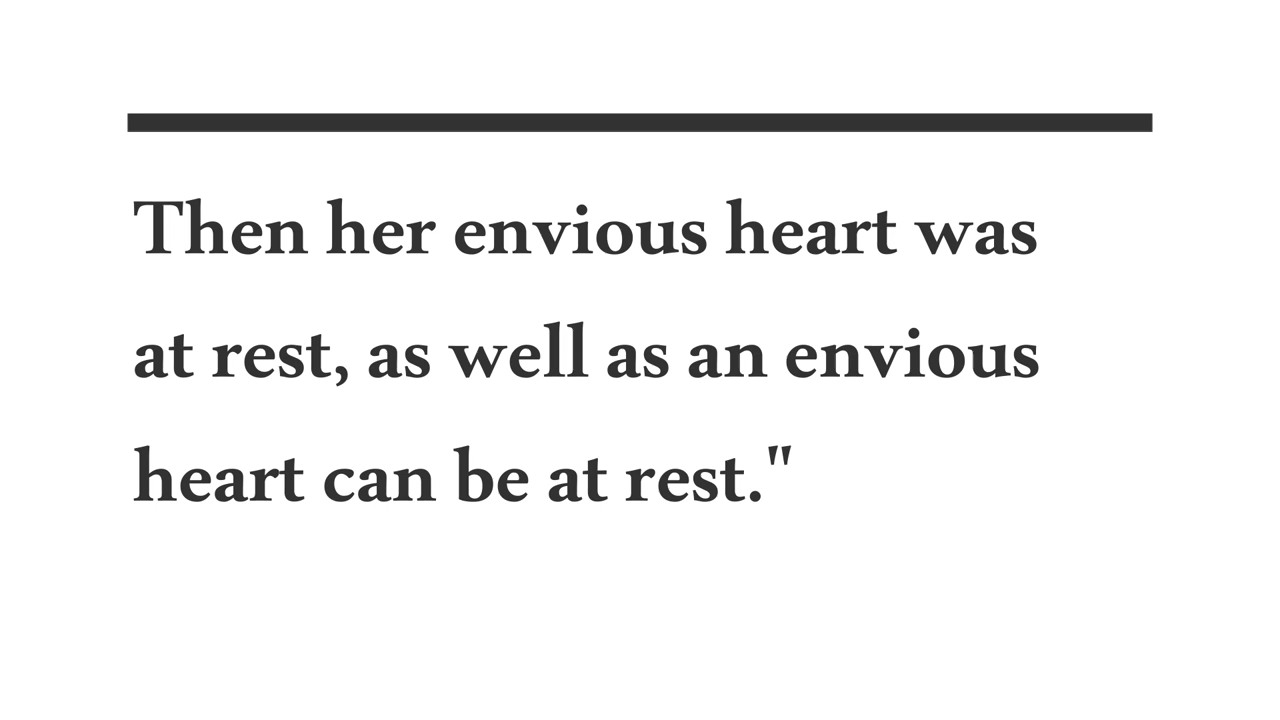 Then her envious heart was
at rest, as well as an envious
heart can be at rest."